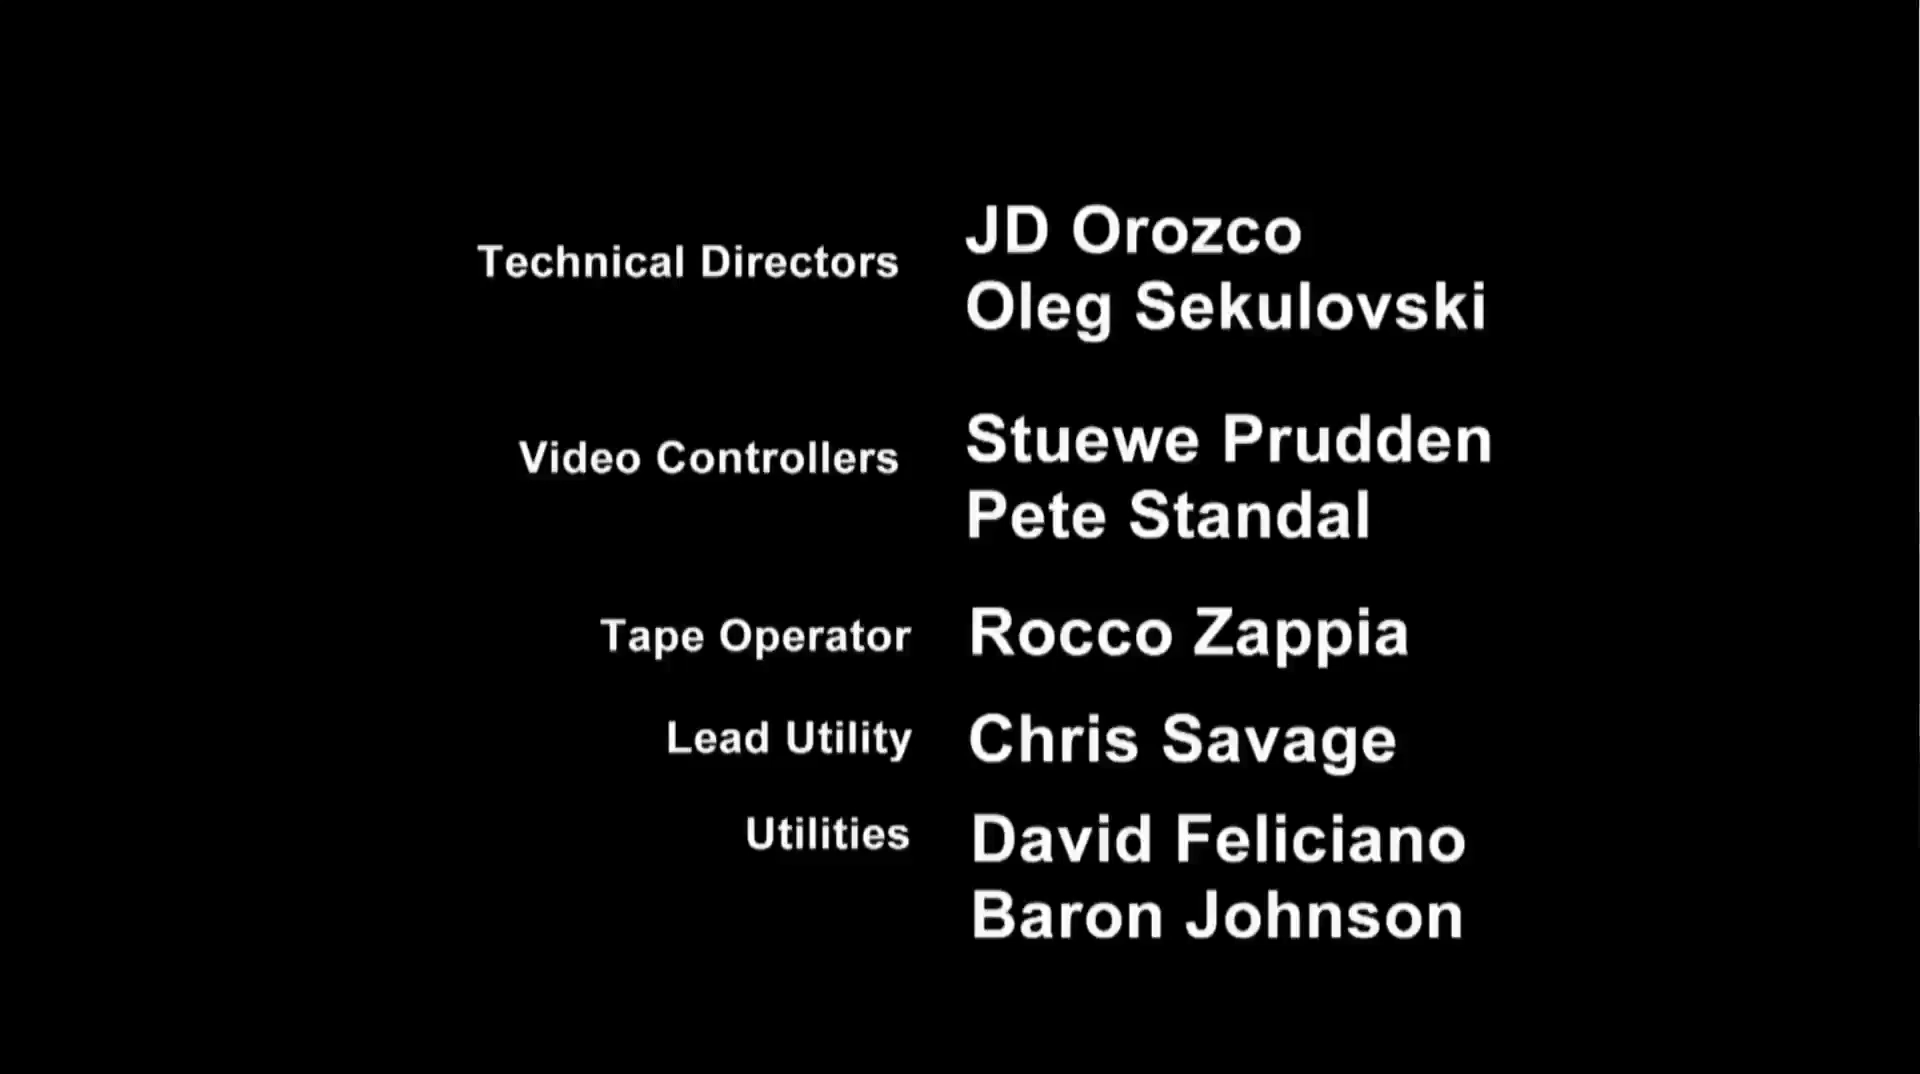 Technical Directors JD Orozco
Oleg Sekulovski
Video Controllers Stuewe Prudden
Pete Standal
Tape Operator Rocco Zappia
Lead Utility Chris Savage
Utilities David Feliciano
Baron Johnson